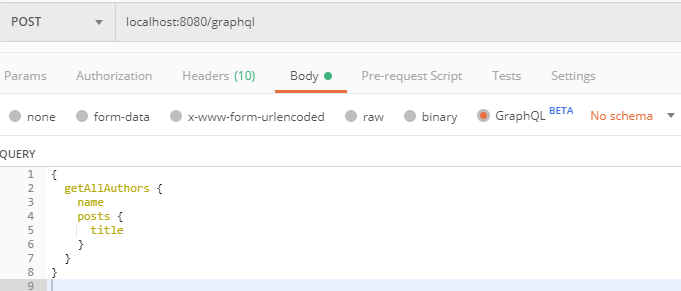 POST localhost:8080/graphql
Params Authorization Headers (10) Body Pre-request Script Tests Settings
none form-data x-www-form-urlencoded raw binary GraphQL BETA No schema
QUERY
1 {
2 getAllAuthors {
3 name
4 posts {
5 title
6 }
7 }
8 }
9